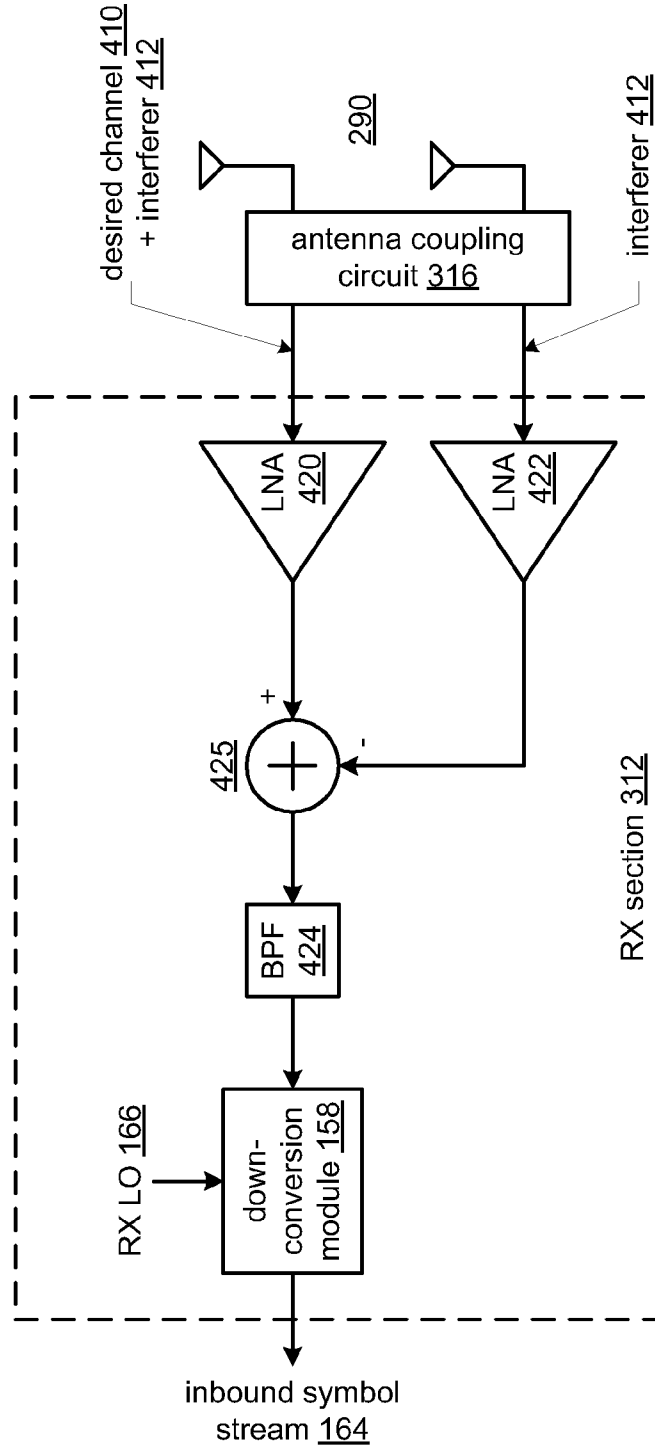 desired channel 410
+ interferer 412
290
antenna coupling
circuit 316
interferer 412
LNA
420
LNA
422
+
-
425
BPF
424
RX LO 166
down-
conversion
module 158
RX section 312
inbound symbol
stream 164